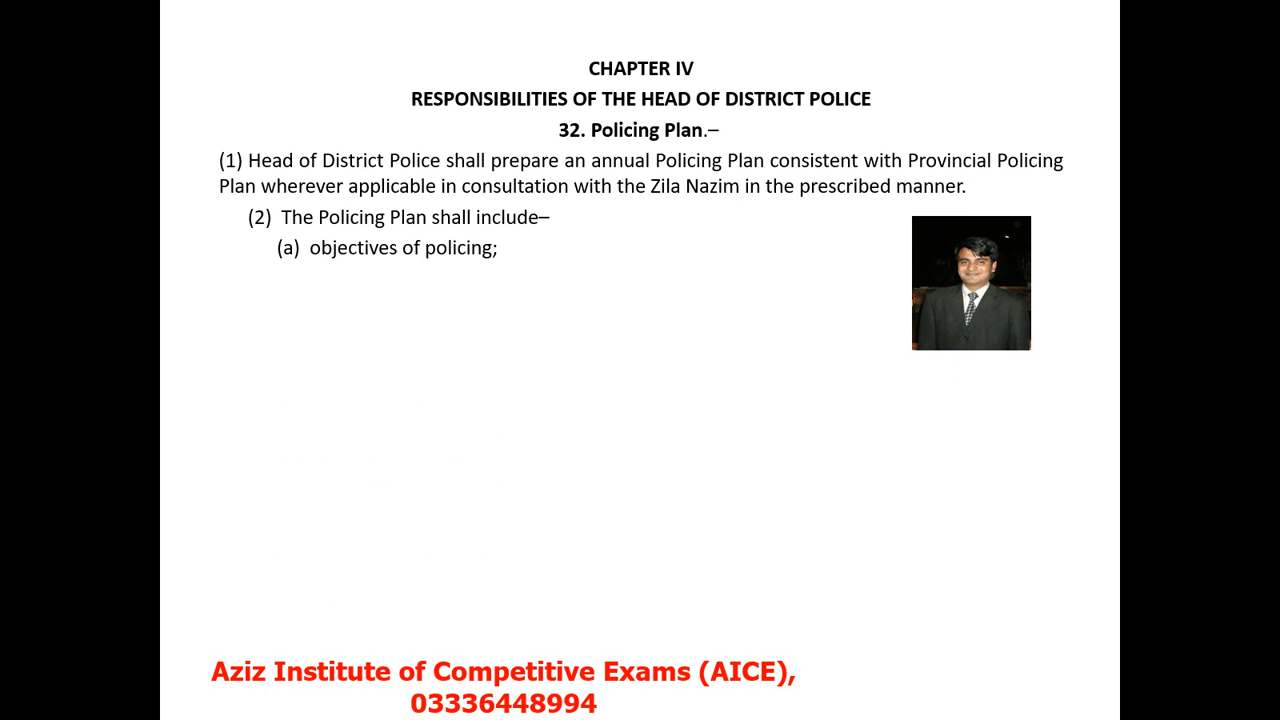 CHAPTER IV
RESPONSIBILITIES OF THE HEAD OF DISTRICT POLICE
32. Policing Plan.–
(1) Head of District Police shall prepare an annual Policing Plan consistent with Provincial Policing
Plan wherever applicable in consultation with the Zila Nazim in the prescribed manner.
(2) The Policing Plan shall include–
(a) objectives of policing;
Aziz Institute of Competitive Exams (AICE),
03336448994